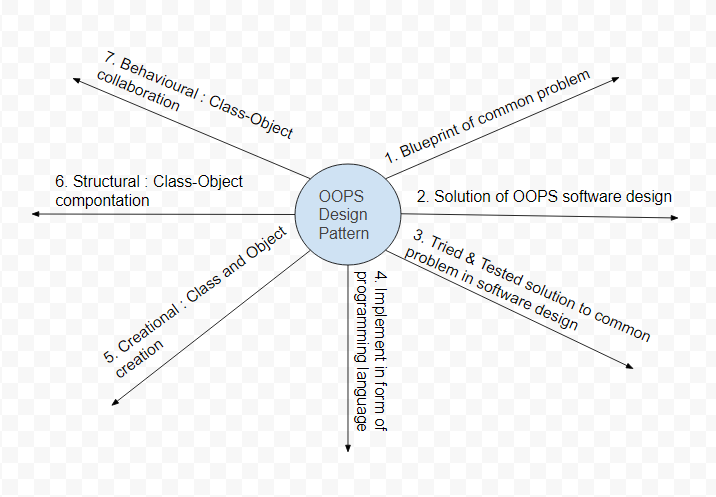 OOPS
Design
Pattern
1. Blueprint of common problem
2. Solution of OOPS software design
3. Tried & Tested solution to common
problem in software design
4. Implement in form of
programming language
5. Creational : Class and Object
creation
6. Structural : Class-Object
compontation
7. Behavioural : Class-Object
collaboration